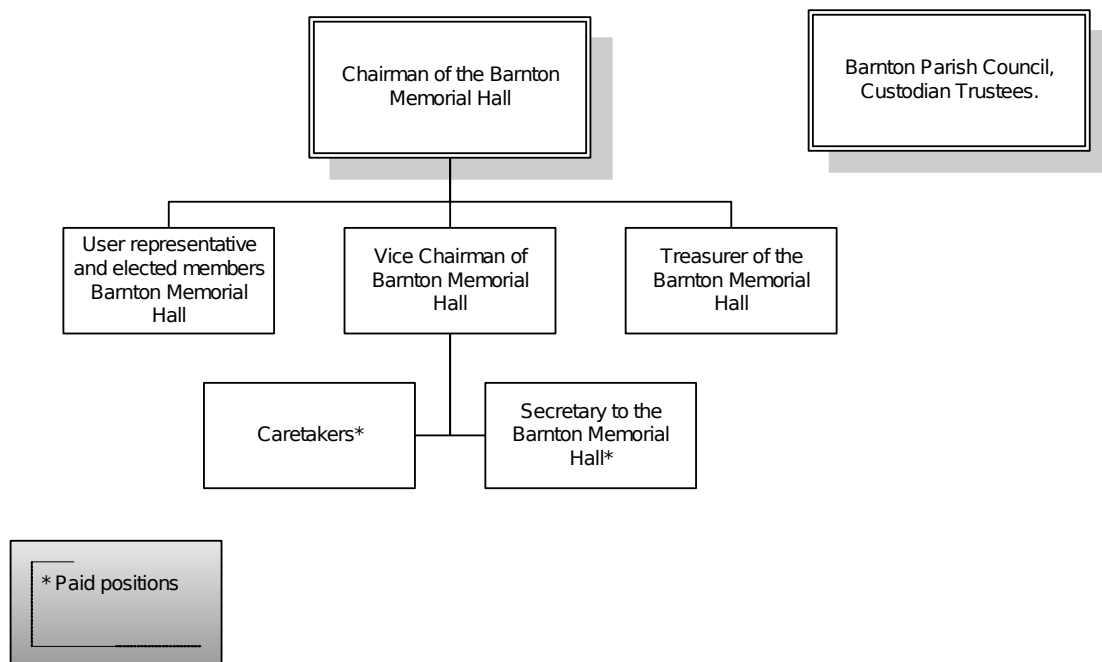 Chairman of the Barnton
Memorial Hall
Barnton Parish Council,
Custodian Trustees.
User representative
and elected members
Barnton Memorial
Hall
Vice Chairman of
Barnton Memorial
Hall
Treasurer of the
Barnton Memorial
Hall
Caretakers*
Secretary to the
Barnton Memorial
Hall*
* Paid positions